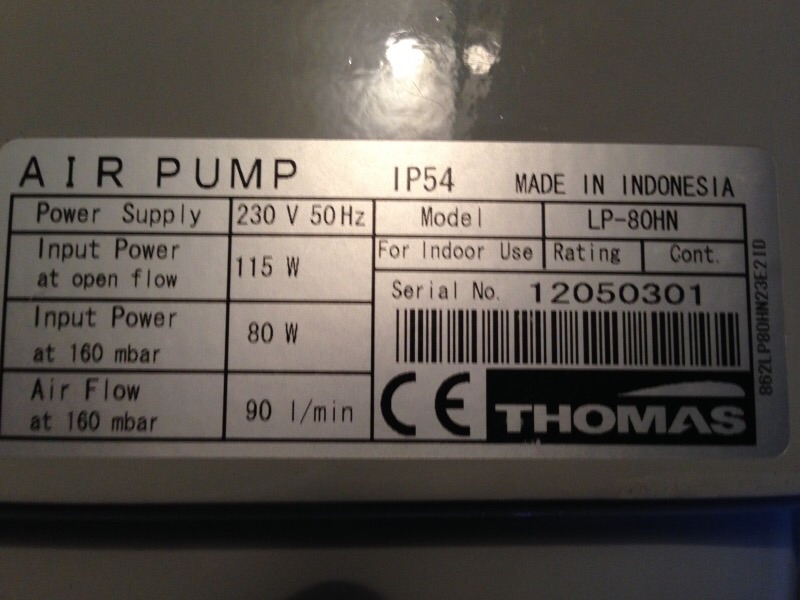 AIR PUMP IP54 MADE IN INDONESIA
Power Supply 230 V 50Hz Model LP-80HN
Input Power at open flow 115 W
For Indoor Use Rating Cont.
Serial No. 12050301
Input Power at 160 mbar 80 W
Air Flow at 160 mbar 90 l/min
CE THOMAS
862LP80HN23E2ID